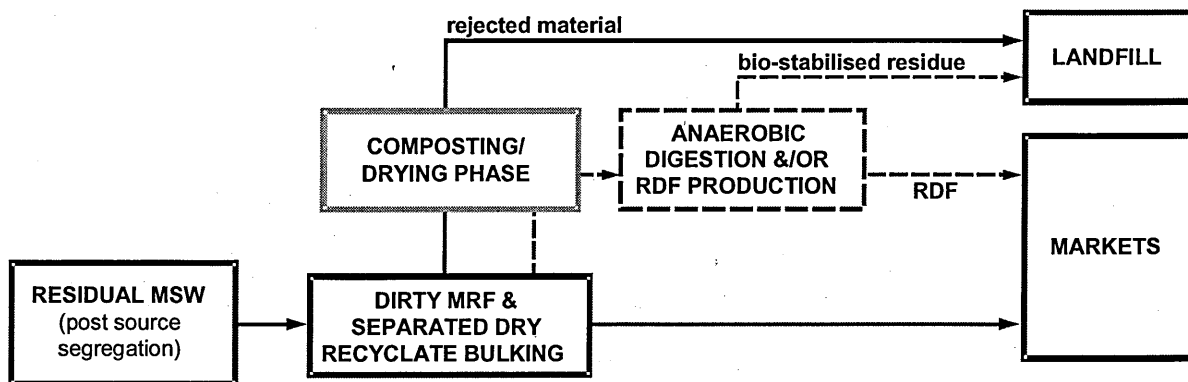 rejected material
LANDFILL
bio-stabilised residue
COMPOSTING/
DRYING PHASE
ANAEROBIC
DIGESTION &/OR
RDF PRODUCTION
RDF
MARKETS
RESIDUAL MSW
(post source
segregation)
DIRTY MRF &
SEPARATED DRY
RECYCLATE BULKING